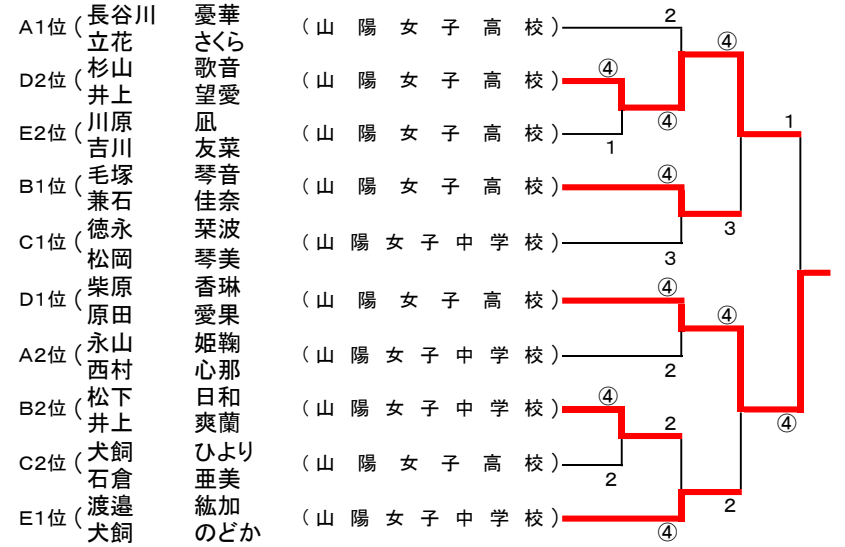 長谷川 憂華 2
A1位( (山陽女子高校)
立花 さくら ④
杉山 歌音 ④
D2位( (山陽女子高校)
井上 望愛
川原 凪 ④ 1
E2位( (山陽女子高校)
吉川 友菜 1
毛塚 琴音 ④
B1位( (山陽女子高校)
兼石 佳奈
徳永 栞波 3
C1位( (山陽女子中学校)
松岡 琴美 3
柴原 香琳 ④
D1位( (山陽女子高校)
原田 愛果 ④
永山 姫鞠
A2位( (山陽女子中学校)
西村 心那 2
松下 日和 ④
B2位( (山陽女子中学校)
井上 爽蘭 2 ④
犬飼 ひより
C2位( (山陽女子高校)
石倉 亜美 2
渡邉 紘加 2
E1位( (山陽女子中学校)
犬飼 のどか ④